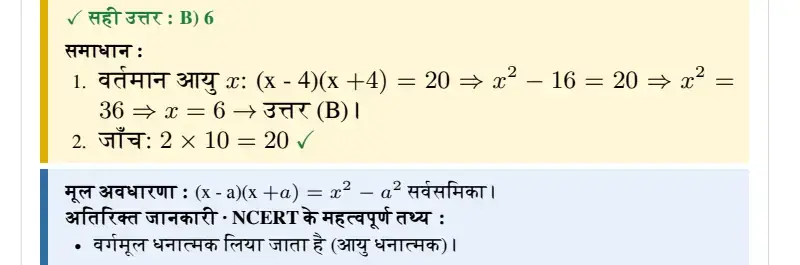 ✓ सही उत्तर : B) 6
समाधान :
1. वर्तमान आयु x: (x - 4)(x +4) = 20 ⇒ x² − 16 = 20 ⇒ x² =
36 ⇒ x = 6 → उत्तर (B)।
2. जाँच: 2 × 10 = 20 ✓
मूल अवधारणा : (x - a)(x +a) = x² − a² सर्वसमिका।
अतिरिक्त जानकारी · NCERT के महत्वपूर्ण तथ्य :
• वर्गमूल धनात्मक लिया जाता है (आयु धनात्मक)।